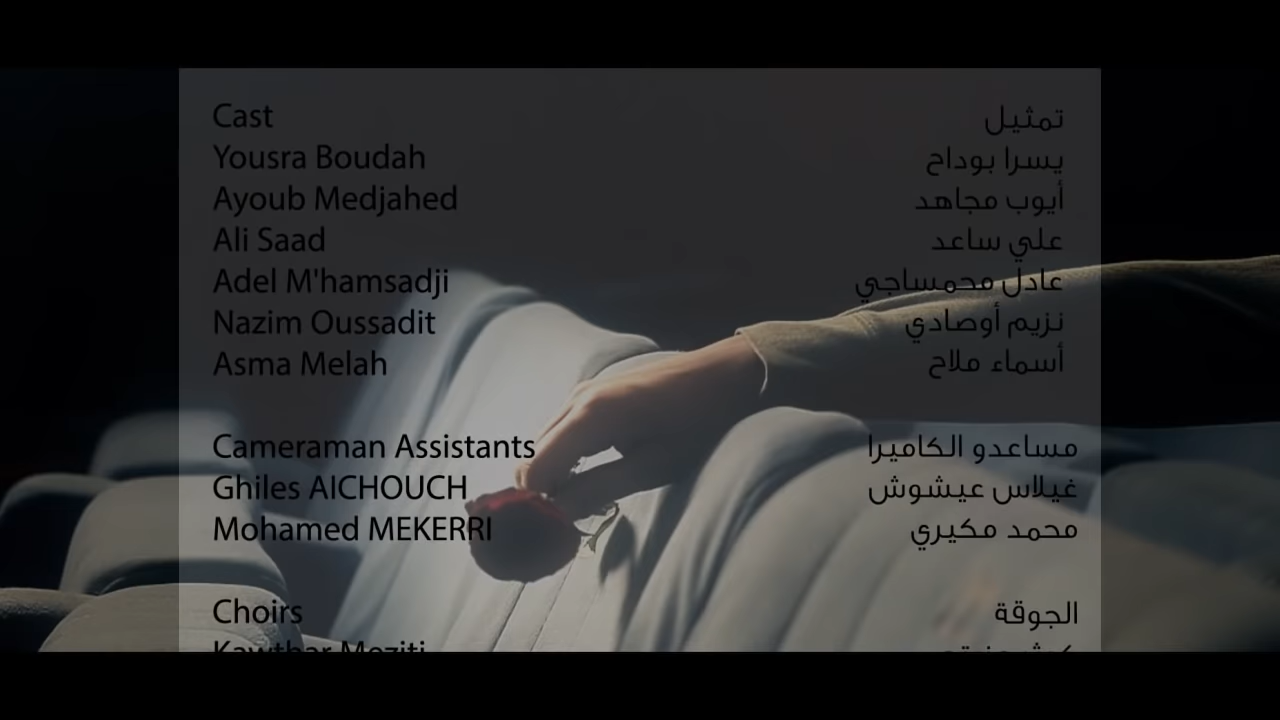 Cast تمثيل
Yousra Boudah يسرا بوداح
Ayoub Medjahed أيوب مجاهد
Ali Saad علي ساعد
Adel M'hamsadji عادل محمساجي
Nazim Oussadit نزيم أوصادي
Asma Melah أسماء ملاح
Cameraman Assistants مساعدو الكاميرا
Ghiles AICHOUCH غيلاس عيشوش
Mohamed MEKERRI محمد مكيري
Choirs الجوقة
Kawthar Meziti